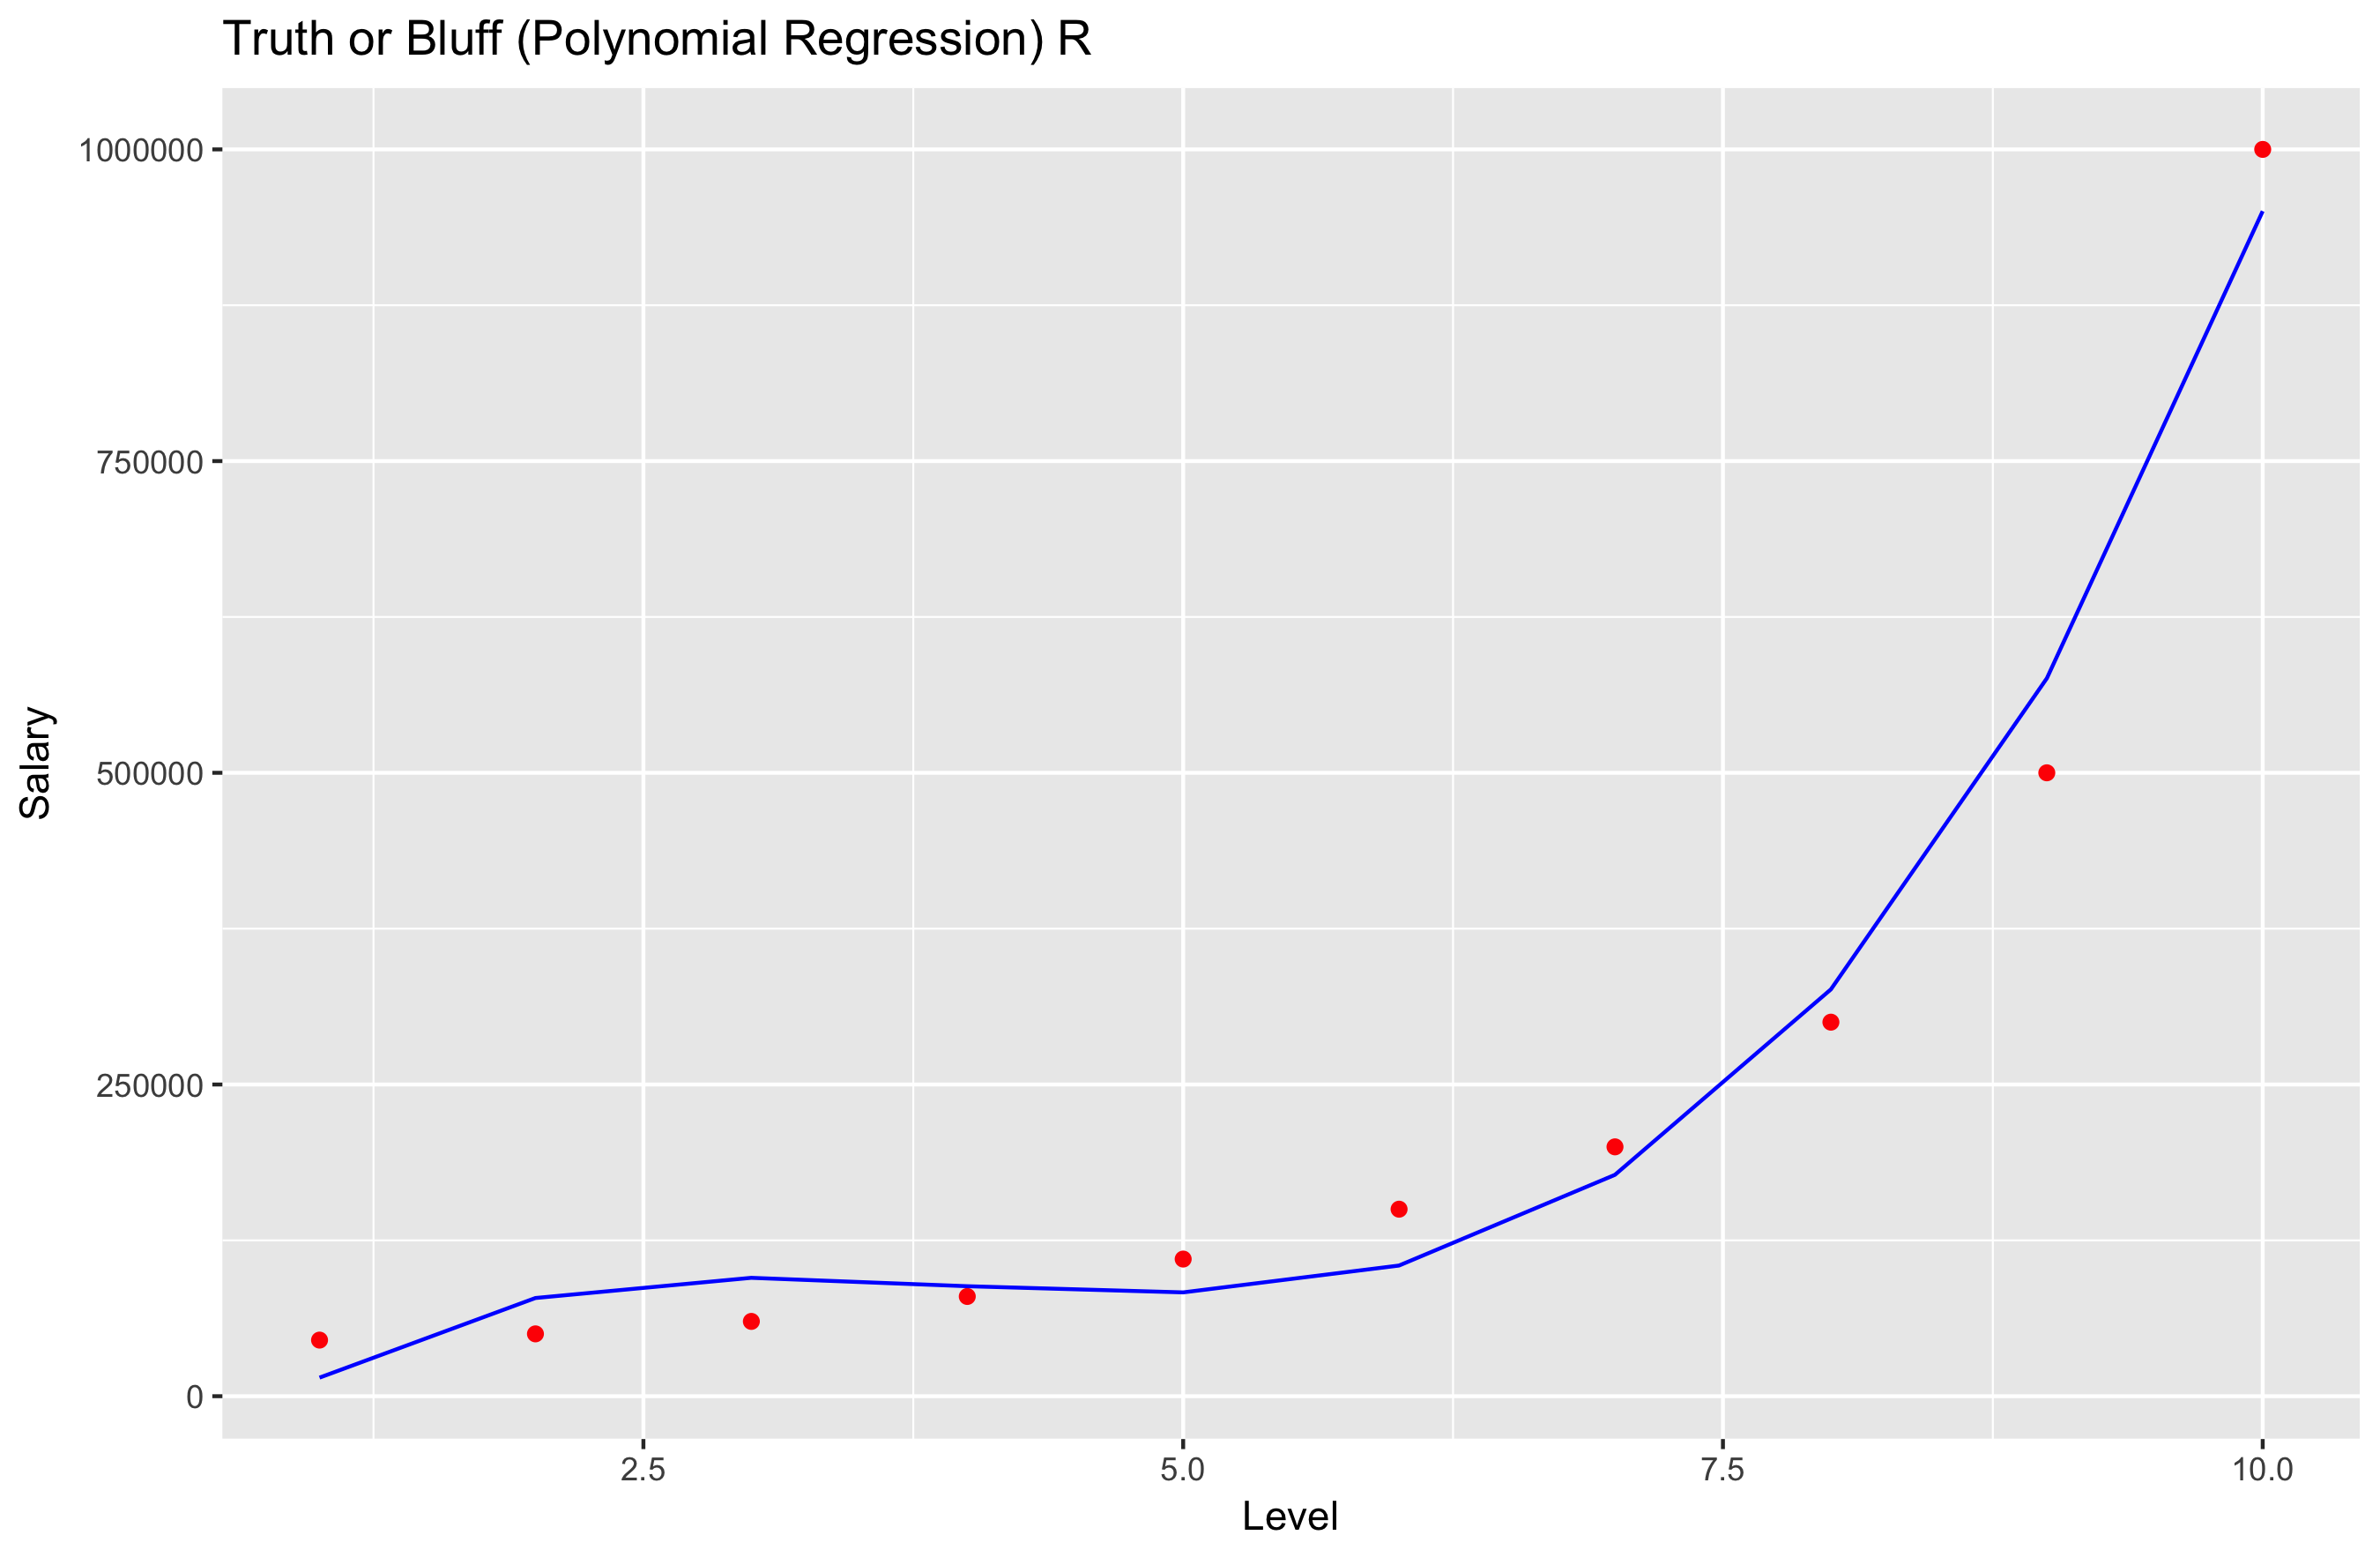 Truth or Bluff (Polynomial Regression) R
1000000
750000
500000
250000
0
Salary
2.5 5.0 7.5 10.0
Level